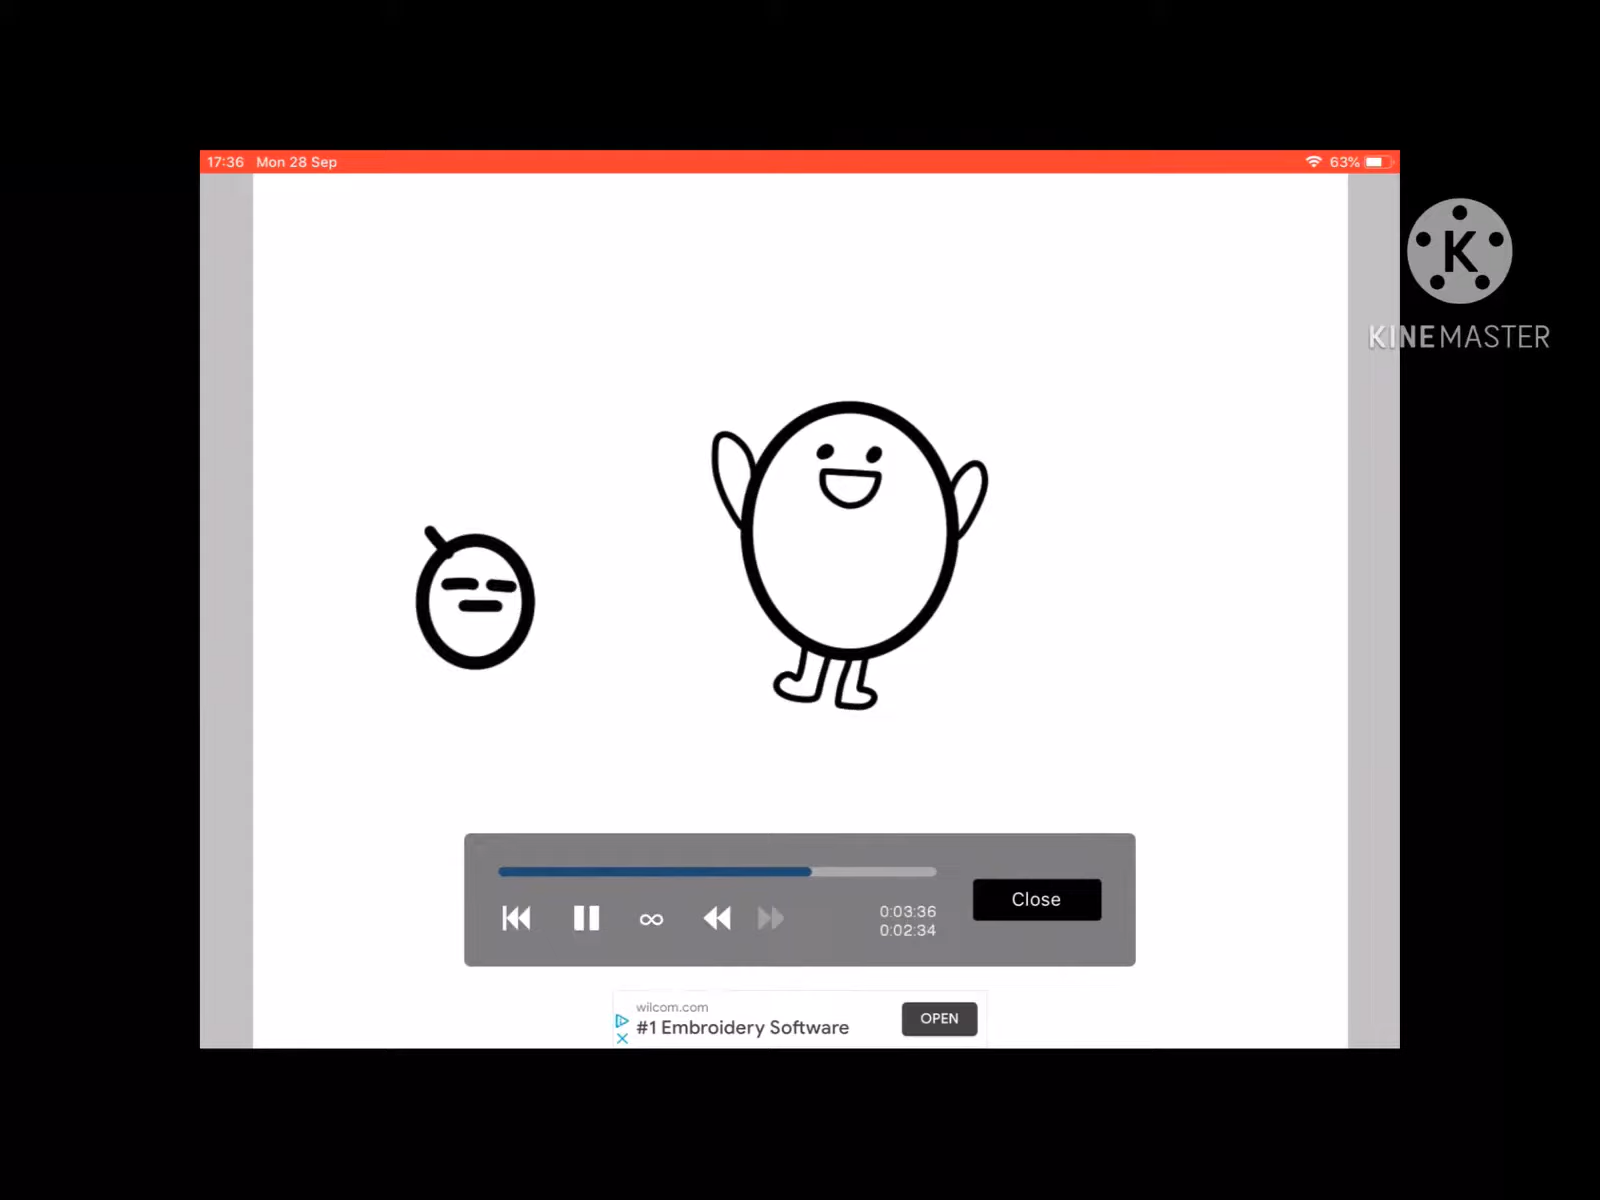 17:36 Mon 28 Sep
63%
K
KINEMASTER
0:03:36
0:02:34
Close
wilcom.com
#1 Embroidery Software
OPEN